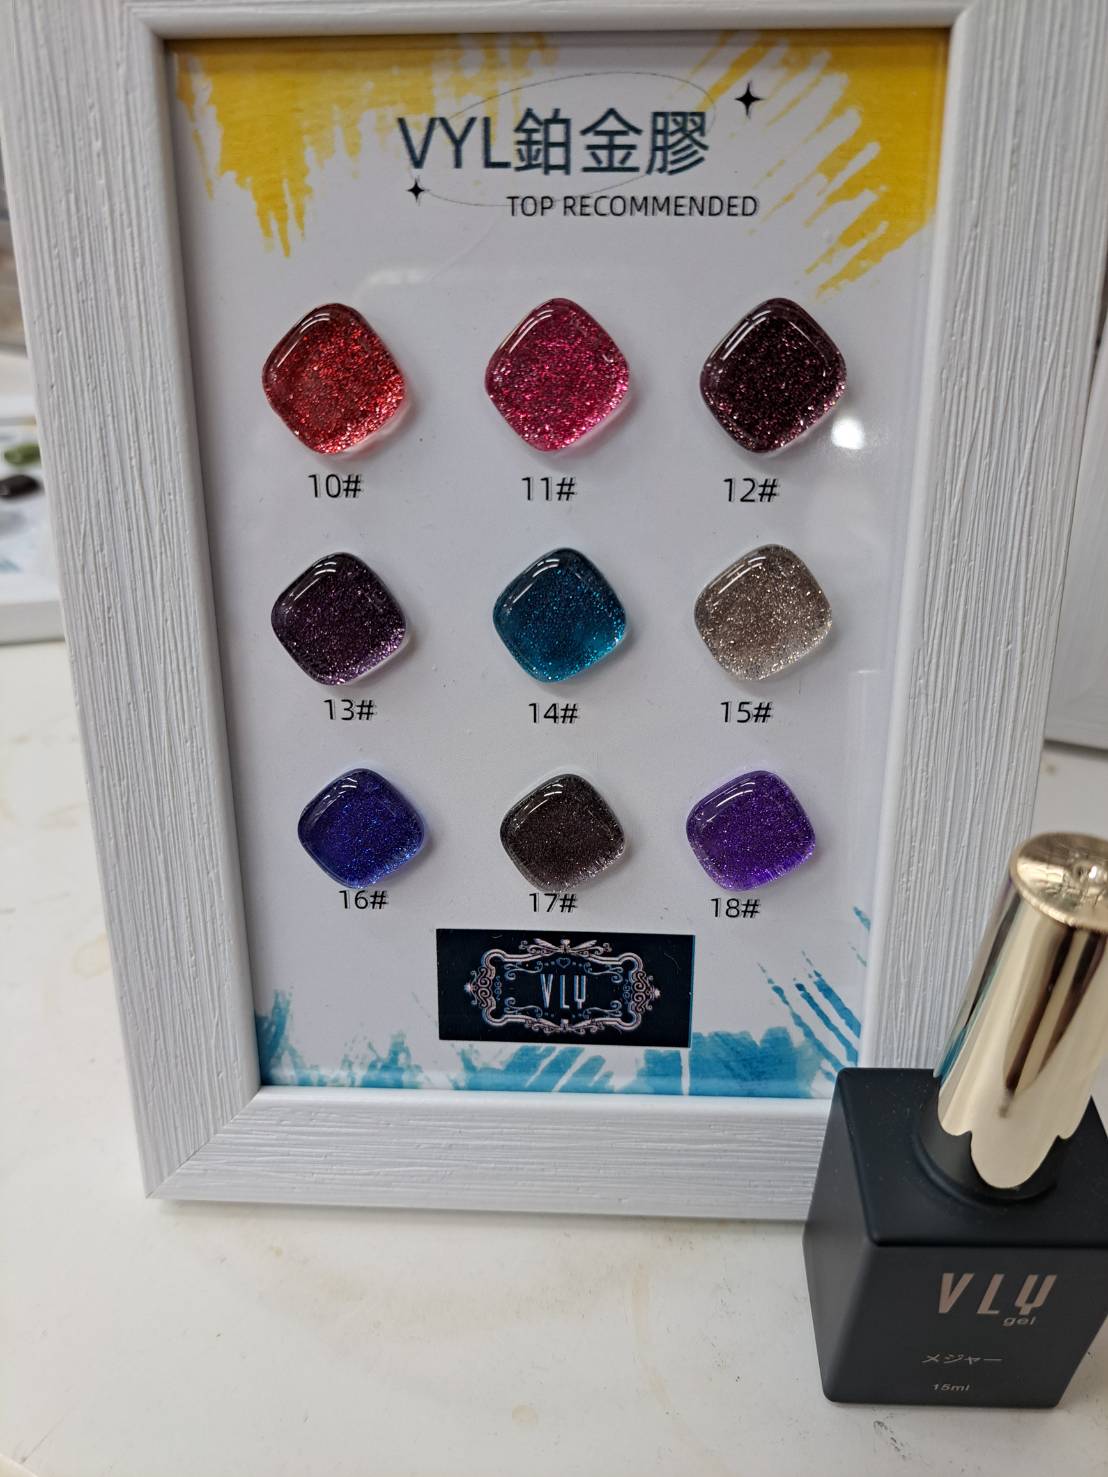 VYL鉑金膠
TOP RECOMMENDED
10# 11# 12#
13# 14# 15#
16# 17# 18#
VLY
VLY
gel
メジャー
15ml